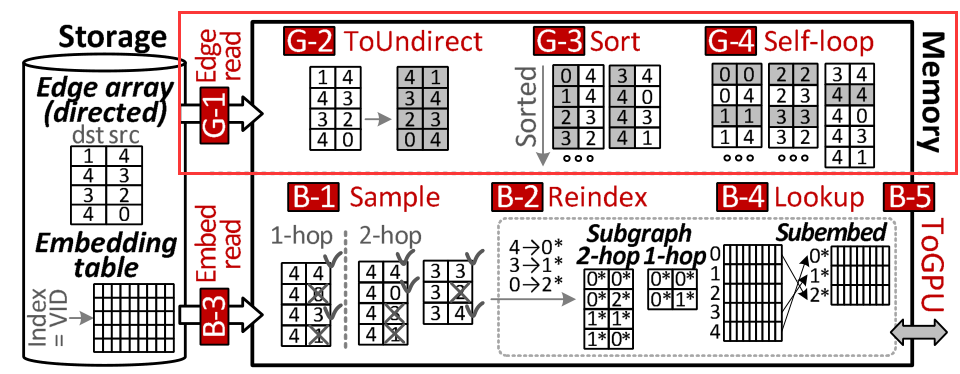 Storage
Edge array
(directed)
dst src
1 4
4 3
3 2
4 0
Embedding
table
Index
= VID
G-1 Edge read
B-3 Embed read
Memory
G-2 ToUndirect
1 4 4 1
4 3 3 4
3 2 → 2 3
4 0 0 4
G-3 Sort
Sorted
0 4 3 4
1 4 4 0
2 3 4 3
3 2 4 1
G-4 Self-loop
0 0 2 2 3 4
0 4 2 3 4 4
1 1 3 3 4 0
1 4 3 2 4 3
4 1
B-1 Sample
1-hop 2-hop
4 4 4 4 3 3
4 0 4 0 3 2
4 3 4 3 3 4
4 1 4 1
B-2 Reindex
4→0*
3→1*
0→2*
Subgraph
2-hop 1-hop
0* 0* 0* 0*
0* 2* 0* 1*
1* 1*
1* 0*
B-4 Lookup
0
1
2
3
4
Subembed
0*
1*
2*
B-5
ToGPU